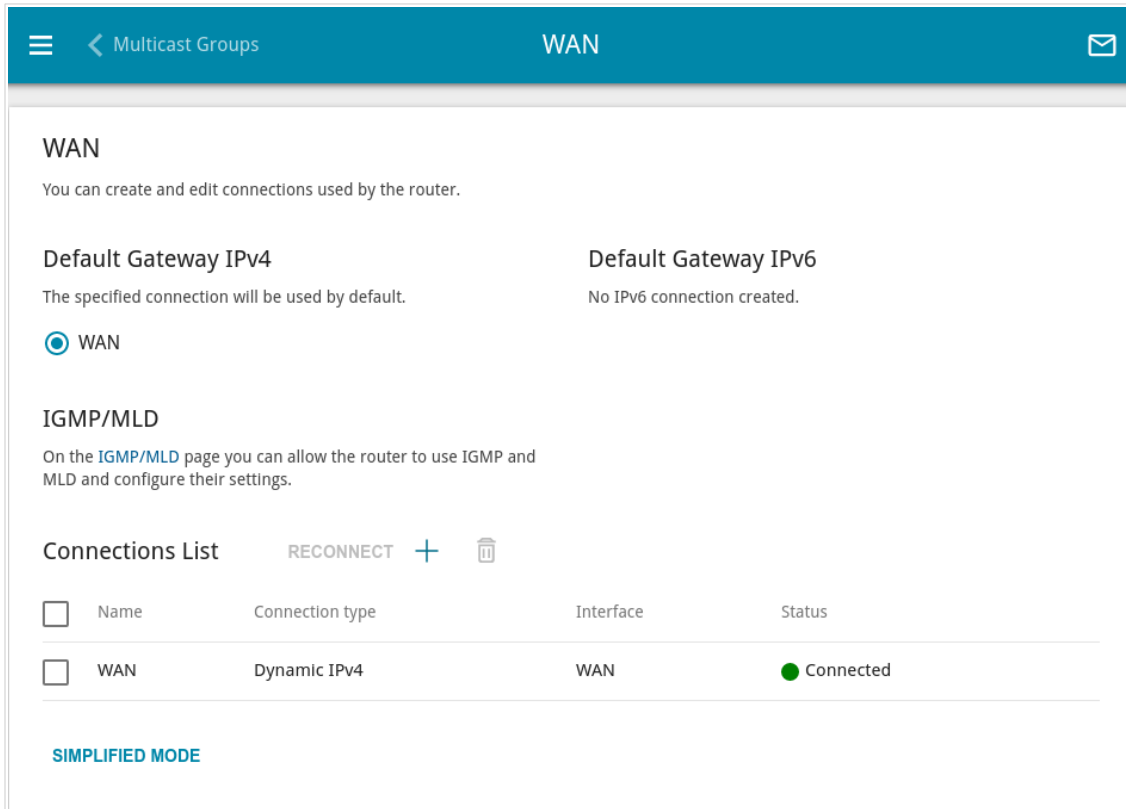 Multicast Groups
WAN
WAN
You can create and edit connections used by the router.
Default Gateway IPv4
The specified connection will be used by default.
WAN
Default Gateway IPv6
No IPv6 connection created.
IGMP/MLD
On the IGMP/MLD page you can allow the router to use IGMP and
MLD and configure their settings.
Connections List RECONNECT
Name Connection type Interface Status
WAN Dynamic IPv4 WAN Connected
SIMPLIFIED MODE